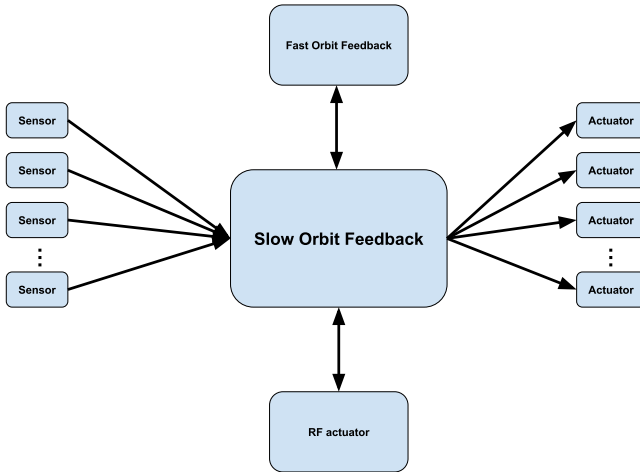 Fast Orbit Feedback
Sensor
Actuator
Sensor
Actuator
Sensor
Slow Orbit Feedback
Actuator
Sensor
Actuator
RF actuator